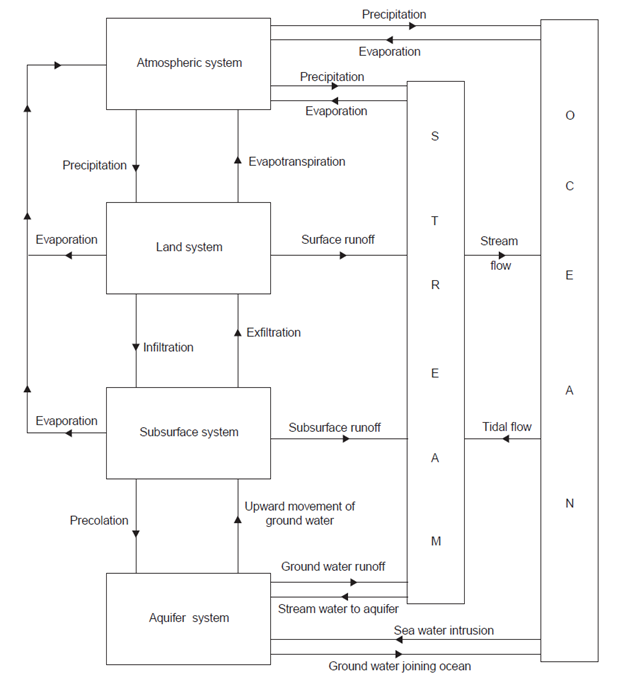 Precipitation
Evaporation
Atmospheric system
Precipitation
Evaporation
Precipitation
Evapotranspiration
Evaporation
Land system
Surface runoff
Stream
flow
Infiltration
Exfiltration
Evaporation
Subsurface system
Subsurface runoff
Tidal flow
Precolation
Upward movement of
ground water
Ground water runoff
Stream water to aquifer
Aquifer system
Sea water intrusion
Ground water joining ocean
S
T
R
E
A
M
O
C
E
A
N